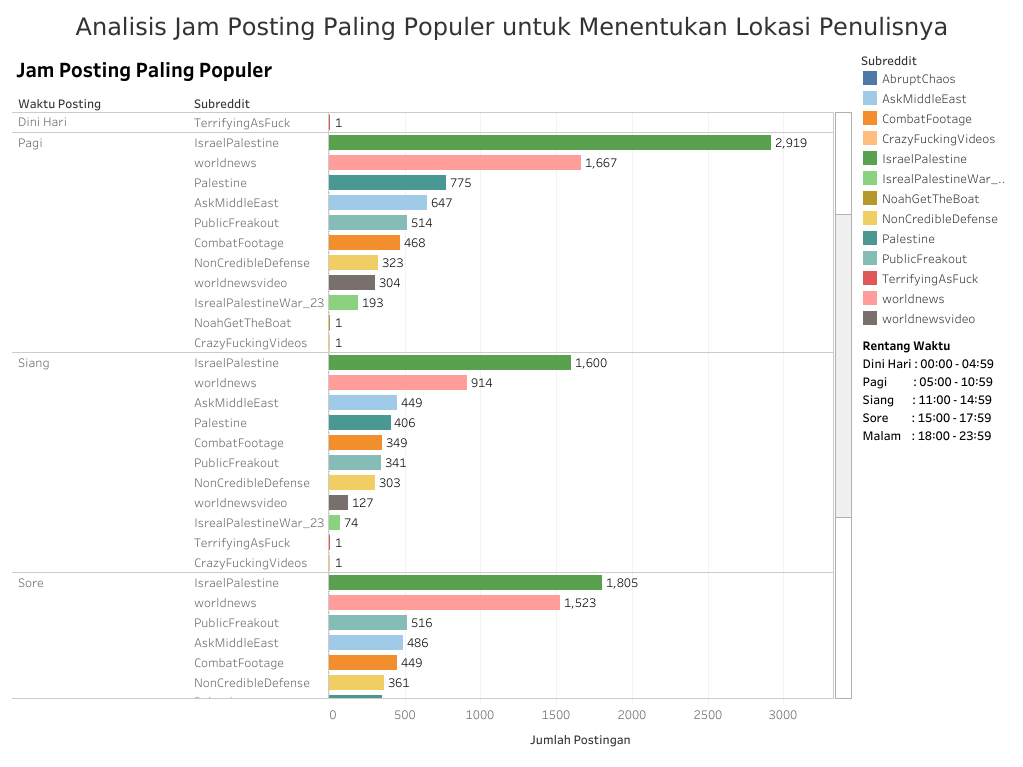 Analisis Jam Posting Paling Populer untuk Menentukan Lokasi Penulisnya
Jam Posting Paling Populer
Waktu Posting Subreddit
Dini Hari TerrifyingAsFuck 1
Pagi IsraelPalestine 2,919
worldnews 1,667
Palestine 775
AskMiddleEast 647
PublicFreakout 514
CombatFootage 468
NonCredibleDefense 323
worldnewsvideo 304
IsrealPalestineWar_23 193
NoahGetTheBoat 1
CrazyFuckingVideos 1
Siang IsraelPalestine 1,600
worldnews 914
AskMiddleEast 449
Palestine 406
CombatFootage 349
PublicFreakout 341
NonCredibleDefense 303
worldnewsvideo 127
IsrealPalestineWar_23 74
TerrifyingAsFuck 1
CrazyFuckingVideos 1
Sore IsraelPalestine 1,805
worldnews 1,523
PublicFreakout 516
AskMiddleEast 486
CombatFootage 449
NonCredibleDefense 361
0 500 1000 1500 2000 2500 3000
Jumlah Postingan
Subreddit
AbruptChaos
AskMiddleEast
CombatFootage
CrazyFuckingVideos
IsraelPalestine
IsrealPalestineWar_..
NoahGetTheBoat
NonCredibleDefense
Palestine
PublicFreakout
TerrifyingAsFuck
worldnews
worldnewsvideo
Rentang Waktu
Dini Hari : 00:00 - 04:59
Pagi : 05:00 - 10:59
Siang : 11:00 - 14:59
Sore : 15:00 - 17:59
Malam : 18:00 - 23:59